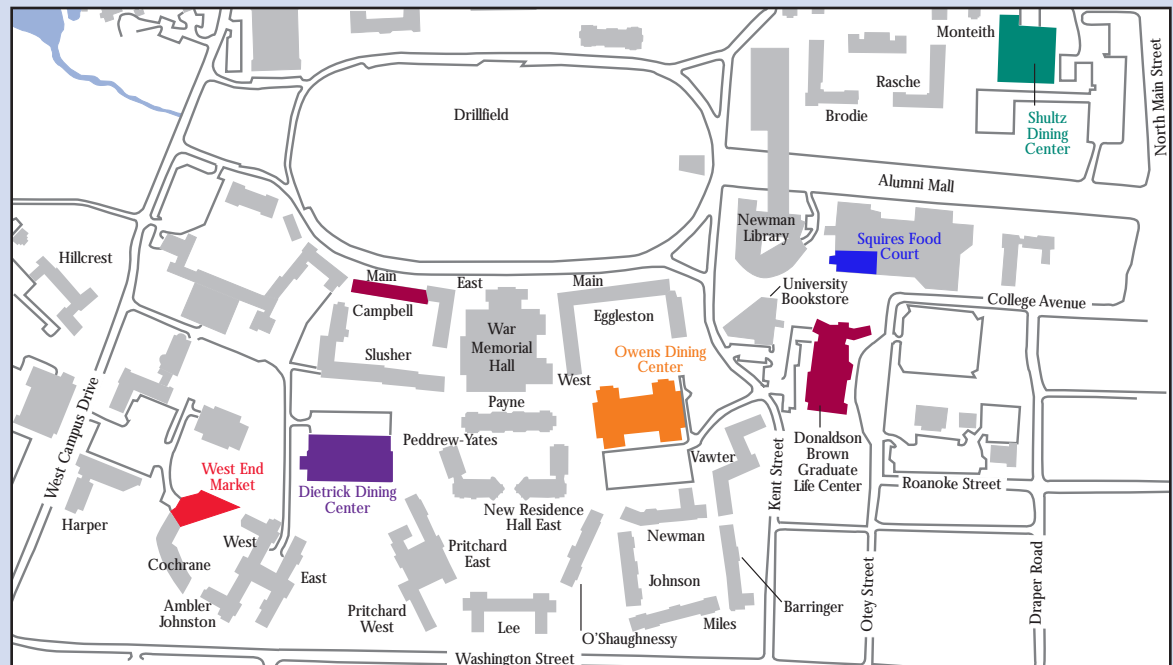 Monteith
Rasche
Brodie
Shultz
Dining
Center
North Main Street
Drillfield
Alumni Mall
Newman
Library
Squires Food
Court
Hillcrest
Main
East
Main
University
Bookstore
College Avenue
Campbell
Eggleston
War
Memorial
Hall
Slusher
Owens Dining
Center
West
Payne
West Campus Drive
Peddrew-Yates
Donaldson
Brown
Graduate
Life Center
Vawter
Kent Street
West End
Market
Dietrick Dining
Center
Roanoke Street
New Residence
Hall East
Harper
West
Newman
Cochrane
Pritchard
East
East
Johnson
Otey Street
Draper Road
Ambler
Johnston
Pritchard
West
Barringer
Lee
Miles
O'Shaughnessy
Washington Street